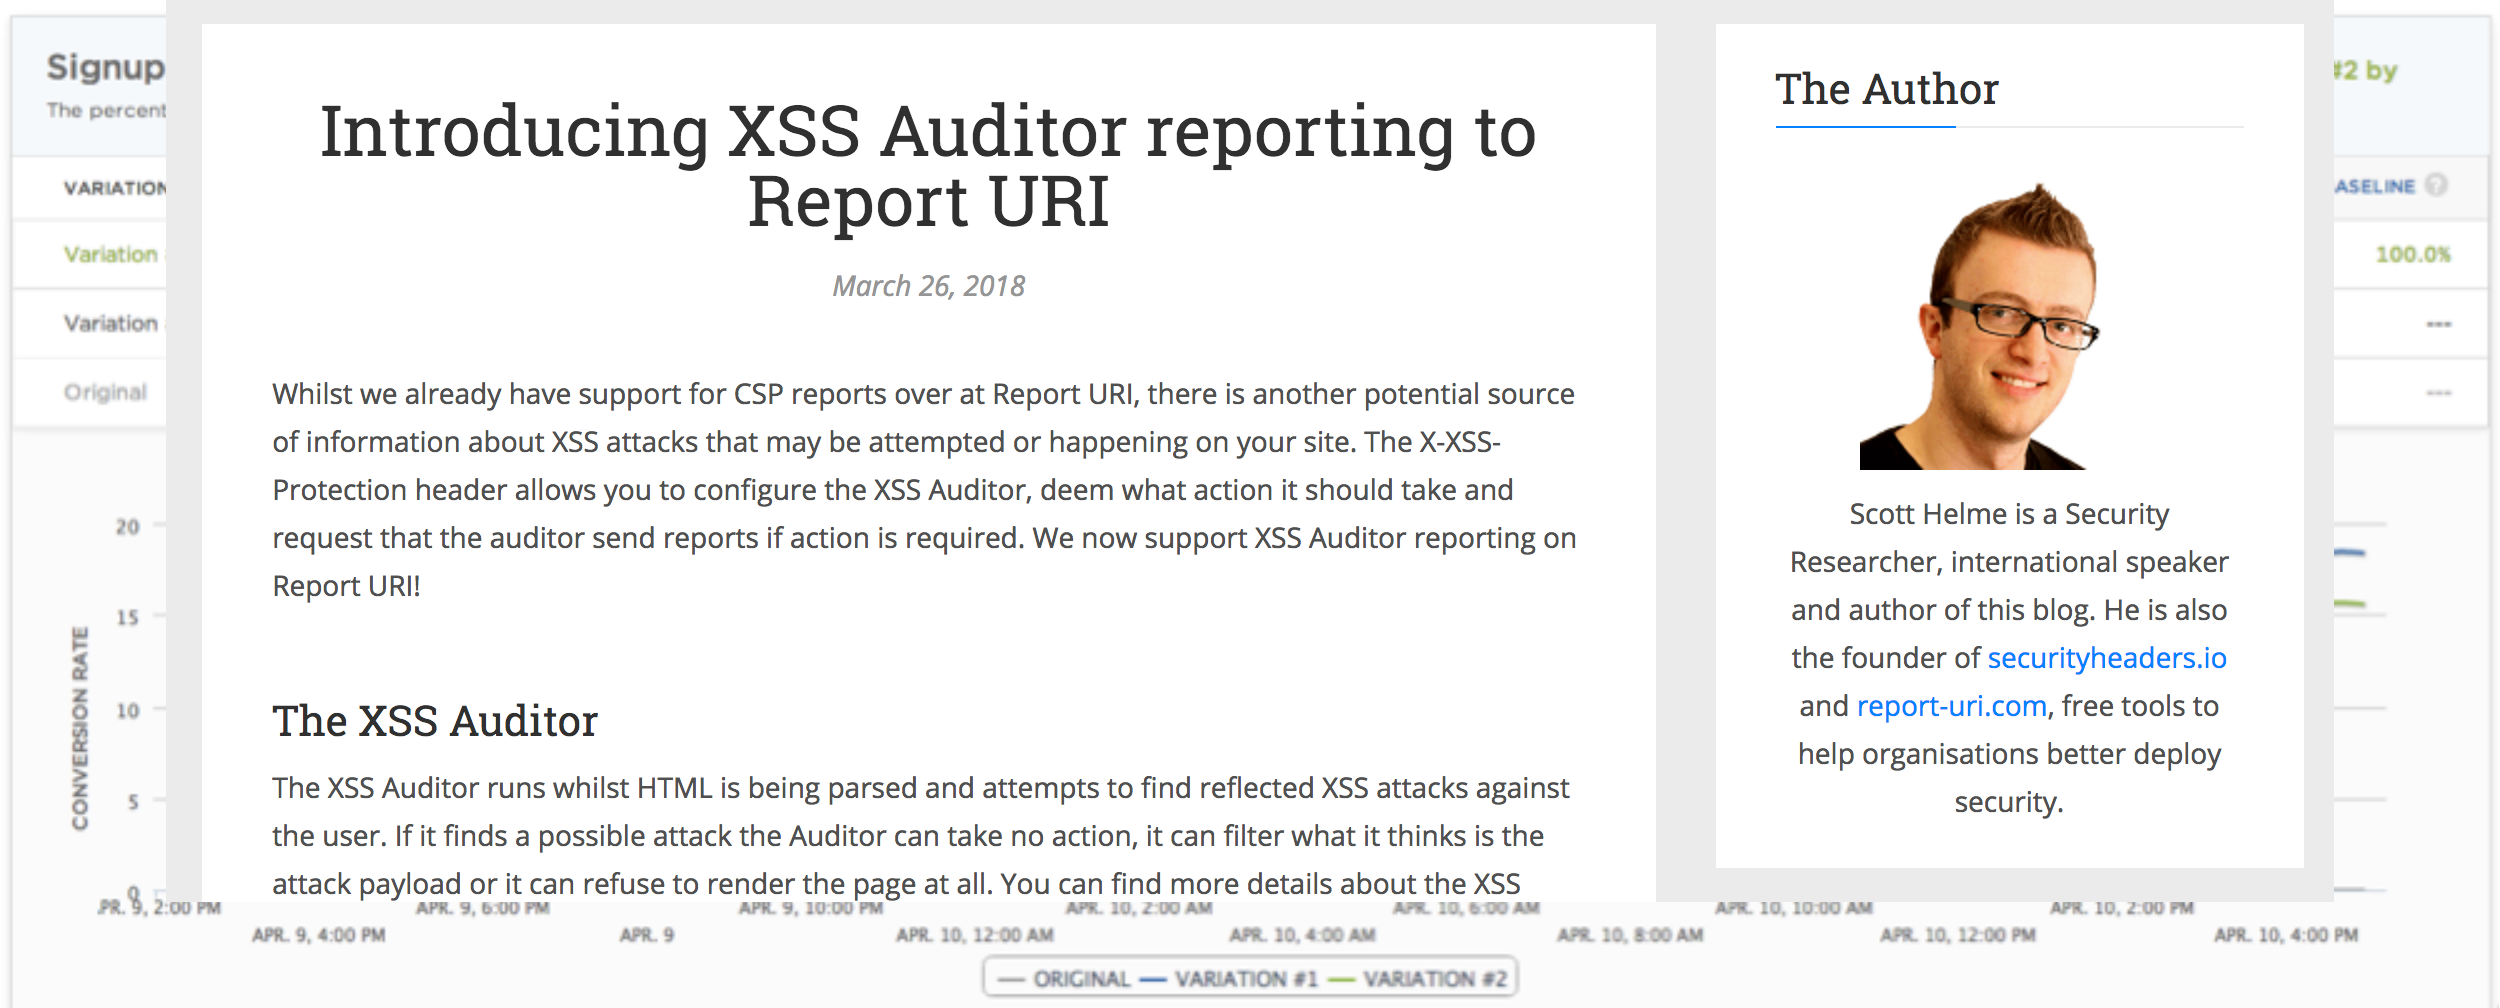 Signup
The percent
#2 by
VARIATION
ASELINE ?
Variation
100.0%
Variation
---
Original
---
20
15
10
5
0
CONVERSION RATE
Introducing XSS Auditor reporting to
Report URI
March 26, 2018
Whilst we already have support for CSP reports over at Report URI, there is another potential source
of information about XSS attacks that may be attempted or happening on your site. The X-XSS-
Protection header allows you to configure the XSS Auditor, deem what action it should take and
request that the auditor send reports if action is required. We now support XSS Auditor reporting on
Report URI!
The XSS Auditor
The XSS Auditor runs whilst HTML is being parsed and attempts to find reflected XSS attacks against
the user. If it finds a possible attack the Auditor can take no action, it can filter what it thinks is the
attack payload or it can refuse to render the page at all. You can find more details about the XSS
The Author
Scott Helme is a Security
Researcher, international speaker
and author of this blog. He is also
the founder of securityheaders.io
and report-uri.com, free tools to
help organisations better deploy
security.
PR. 9, 2:00 PM APR. 9, 6:00 PM APR. 9, 10:00 PM APR. 10, 2:00 AM APR. 10, 6:00 AM APR. 10, 10:00 AM APR. 10, 2:00 PM
APR. 9, 4:00 PM APR. 9 APR. 10, 12:00 AM APR. 10, 4:00 AM APR. 10, 8:00 AM APR. 10, 12:00 PM APR. 10, 4:00 PM
ORIGINAL VARIATION #1 VARIATION #2